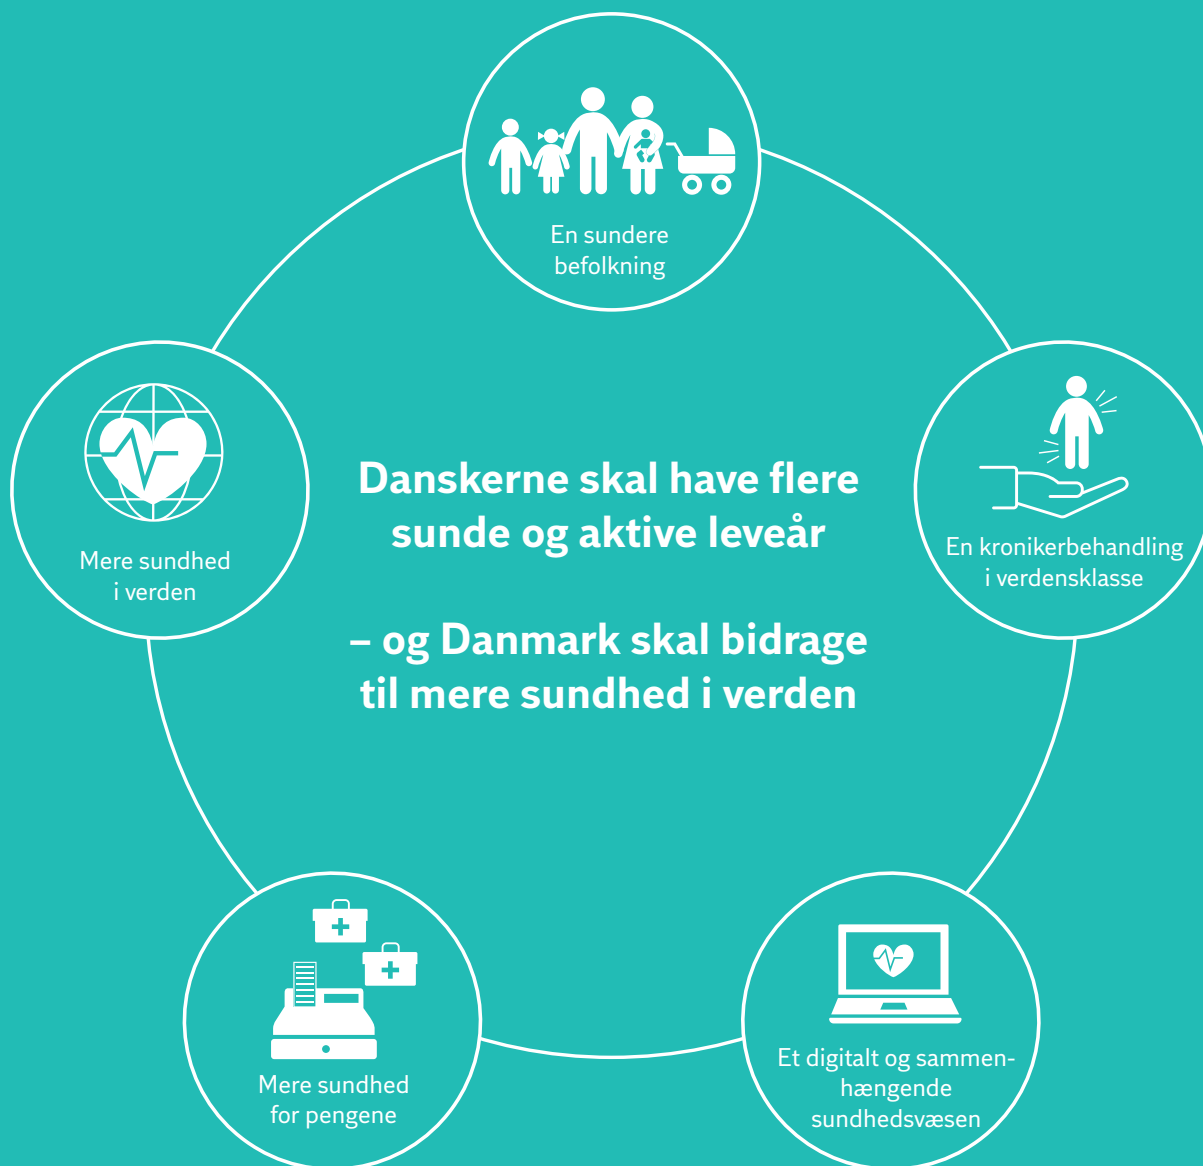 En sundere
befolkning
Mere sundhed
i verden
Danskerne skal have flere
sunde og aktive leveår
– og Danmark skal bidrage
til mere sundhed i verden
En kronikerbehandling
i verdensklasse
Mere sundhed
for pengene
Et digitalt og sammen-
hængende
sundhedsvæsen